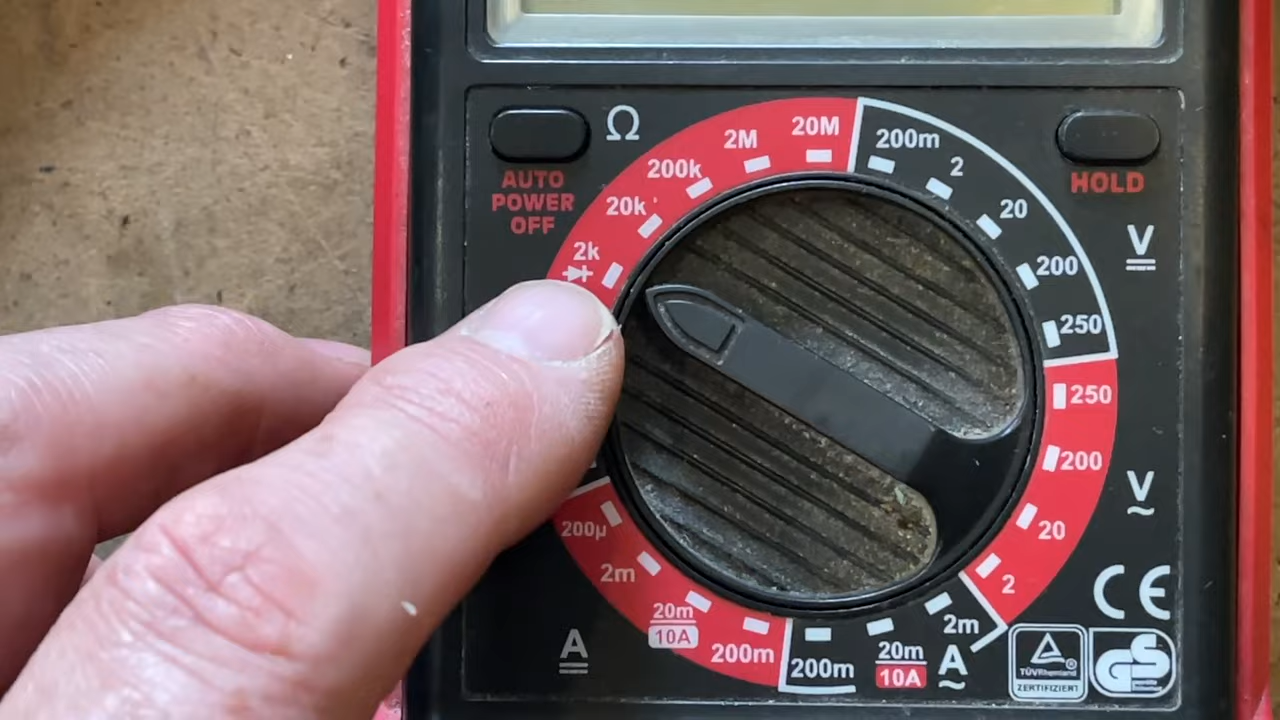 Ω
AUTO
POWER
OFF
2k
20k
200k
2M
20M
200m
2
20
200
250
HOLD
V
250
200
20
2
V
~
2m
20m
10A
200m
A
~
200m
20m
10A
2m
200µ
A
CE
TÜVRheinland
®
ZERTIFIZIERT
GS